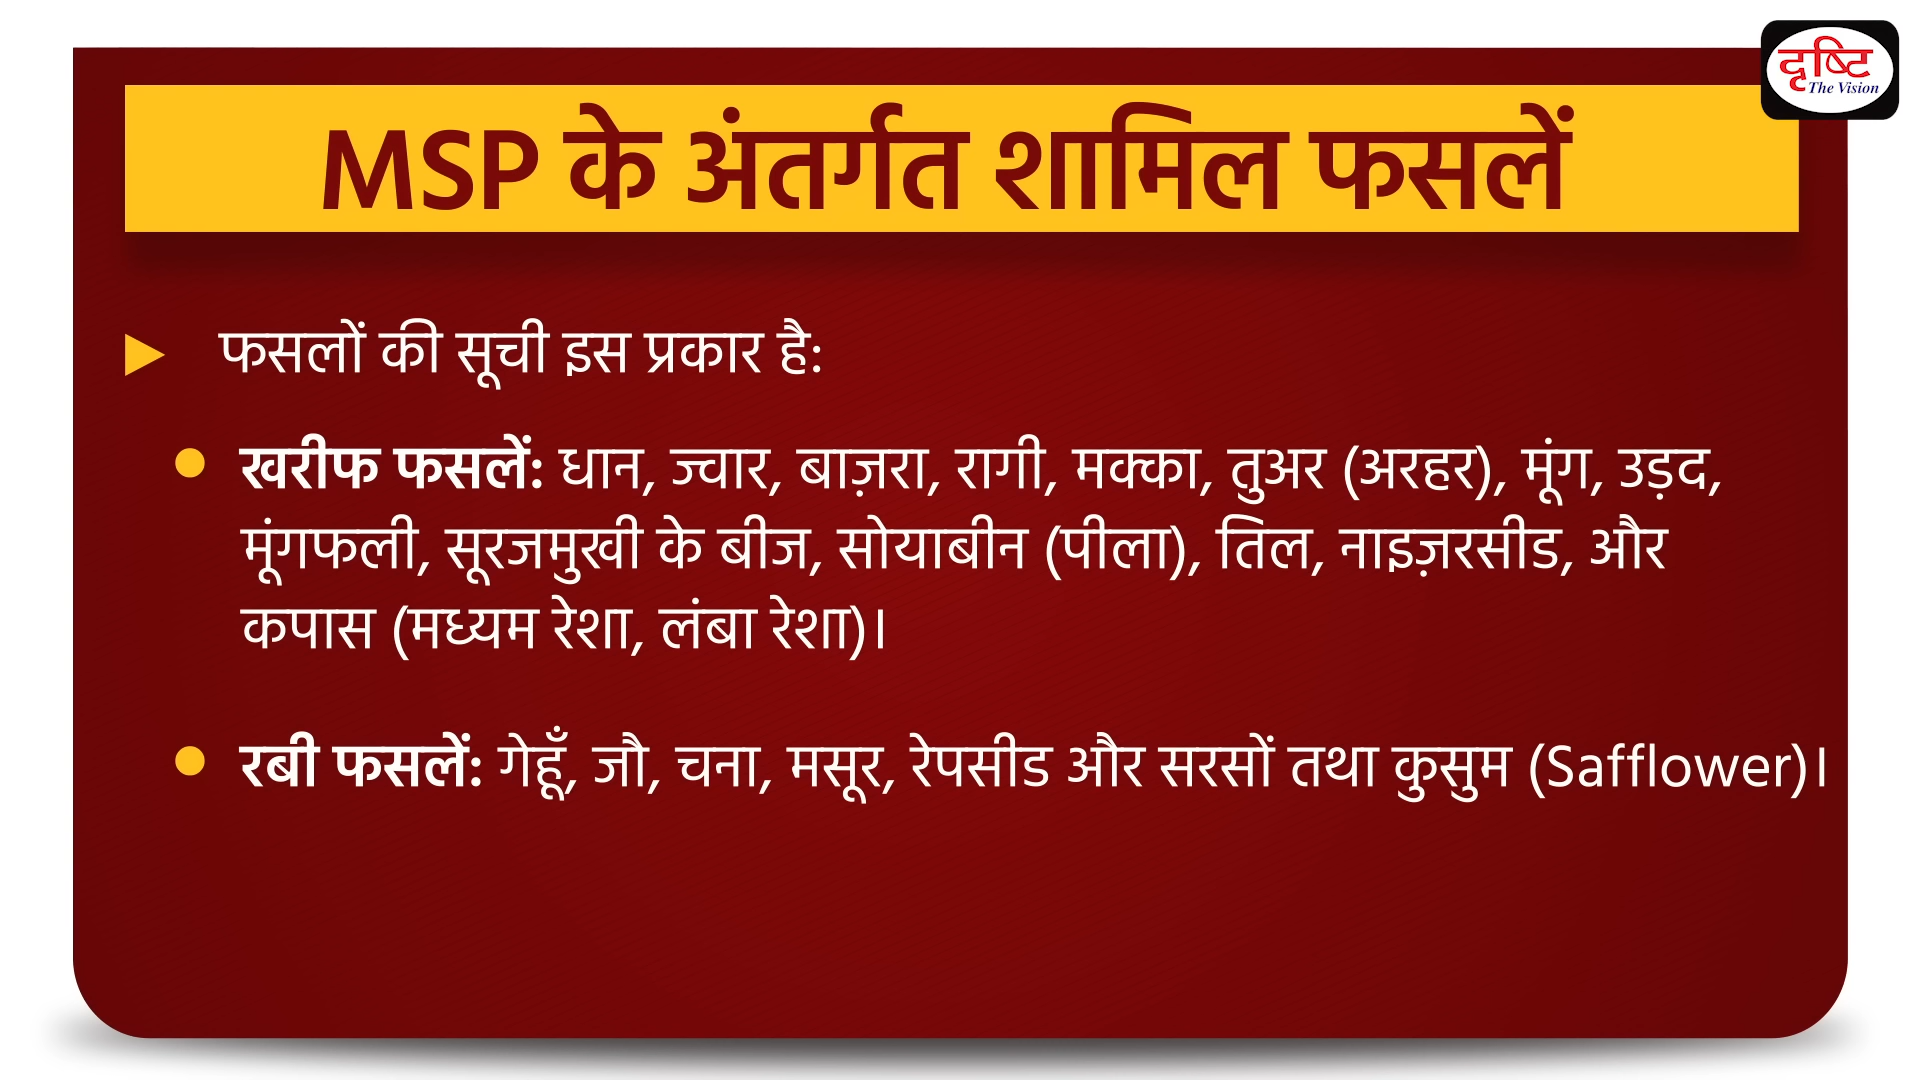 दृष्टि
The Vision
MSP के अंतर्गत शामिल फसलें
फसलों की सूची इस प्रकार है:
खरीफ फसलें: धान, ज्वार, बाज़रा, रागी, मक्का, तुअर (अरहर), मूंग, उड़द,
मूंगफली, सूरजमुखी के बीज, सोयाबीन (पीला), तिल, नाइज़रसीड, और
कपास (मध्यम रेशा, लंबा रेशा)।
रबी फसलें: गेहूँ, जौ, चना, मसूर, रेपसीड और सरसों तथा कुसुम (Safflower)।